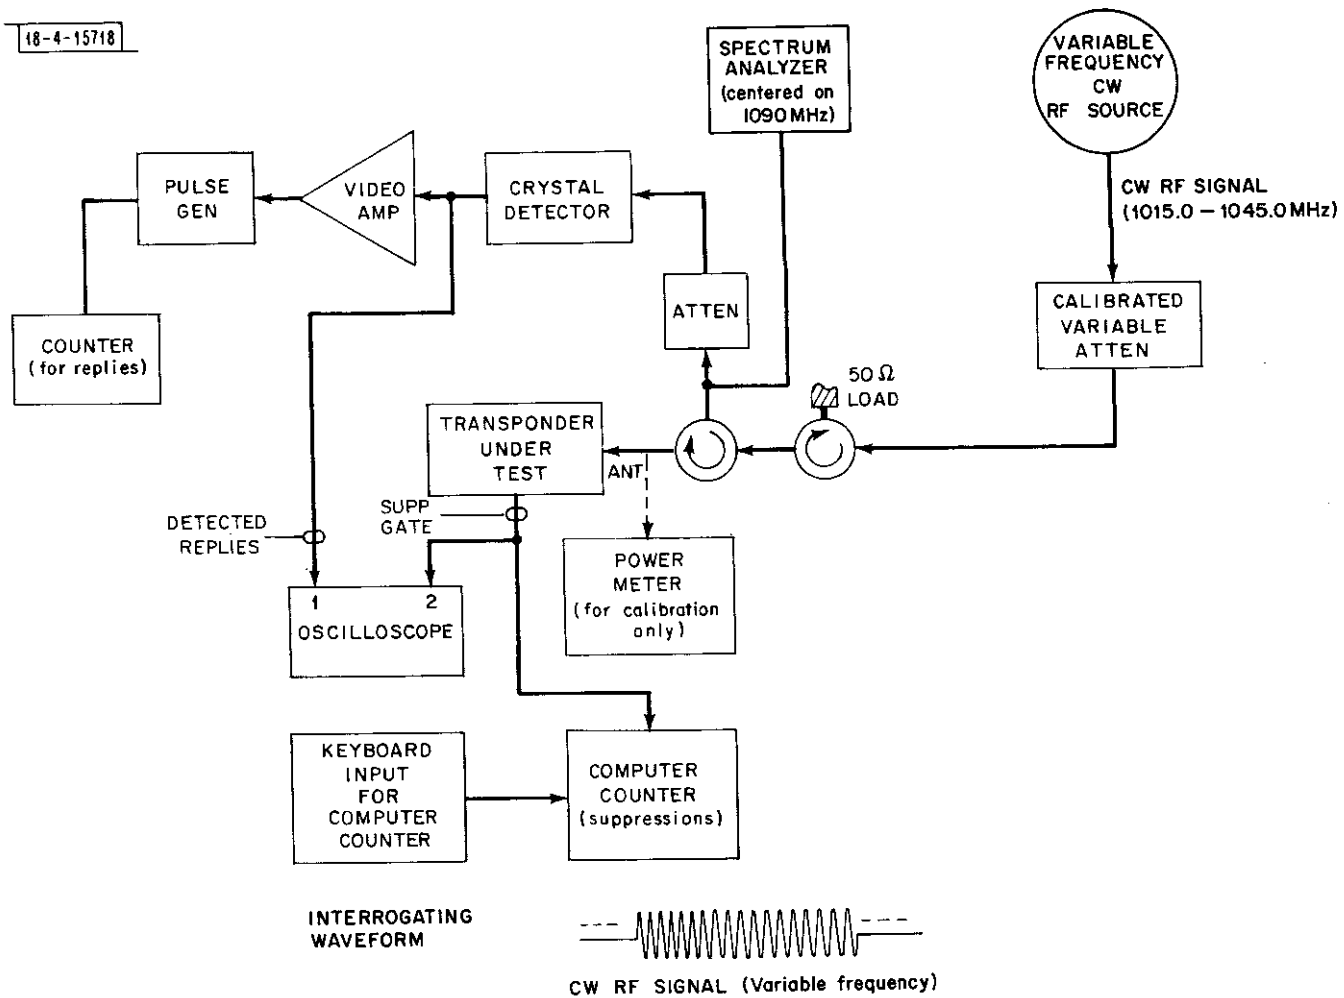 18-4-15718
SPECTRUM
ANALYZER
(centered on
1090 MHz)
VARIABLE
FREQUENCY
CW
RF SOURCE
CW RF SIGNAL
(1015.0 – 1045.0 MHz)
PULSE
GEN
VIDEO
AMP
CRYSTAL
DETECTOR
ATTEN
CALIBRATED
VARIABLE
ATTEN
COUNTER
(for replies)
50 Ω
LOAD
TRANSPONDER
UNDER
TEST
ANT
SUPP
GATE
DETECTED
REPLIES
POWER
METER
(for calibration
only)
1
2
OSCILLOSCOPE
KEYBOARD
INPUT
FOR
COMPUTER
COUNTER
COMPUTER
COUNTER
(suppressions)
INTERROGATING
WAVEFORM
CW RF SIGNAL (Variable frequency)